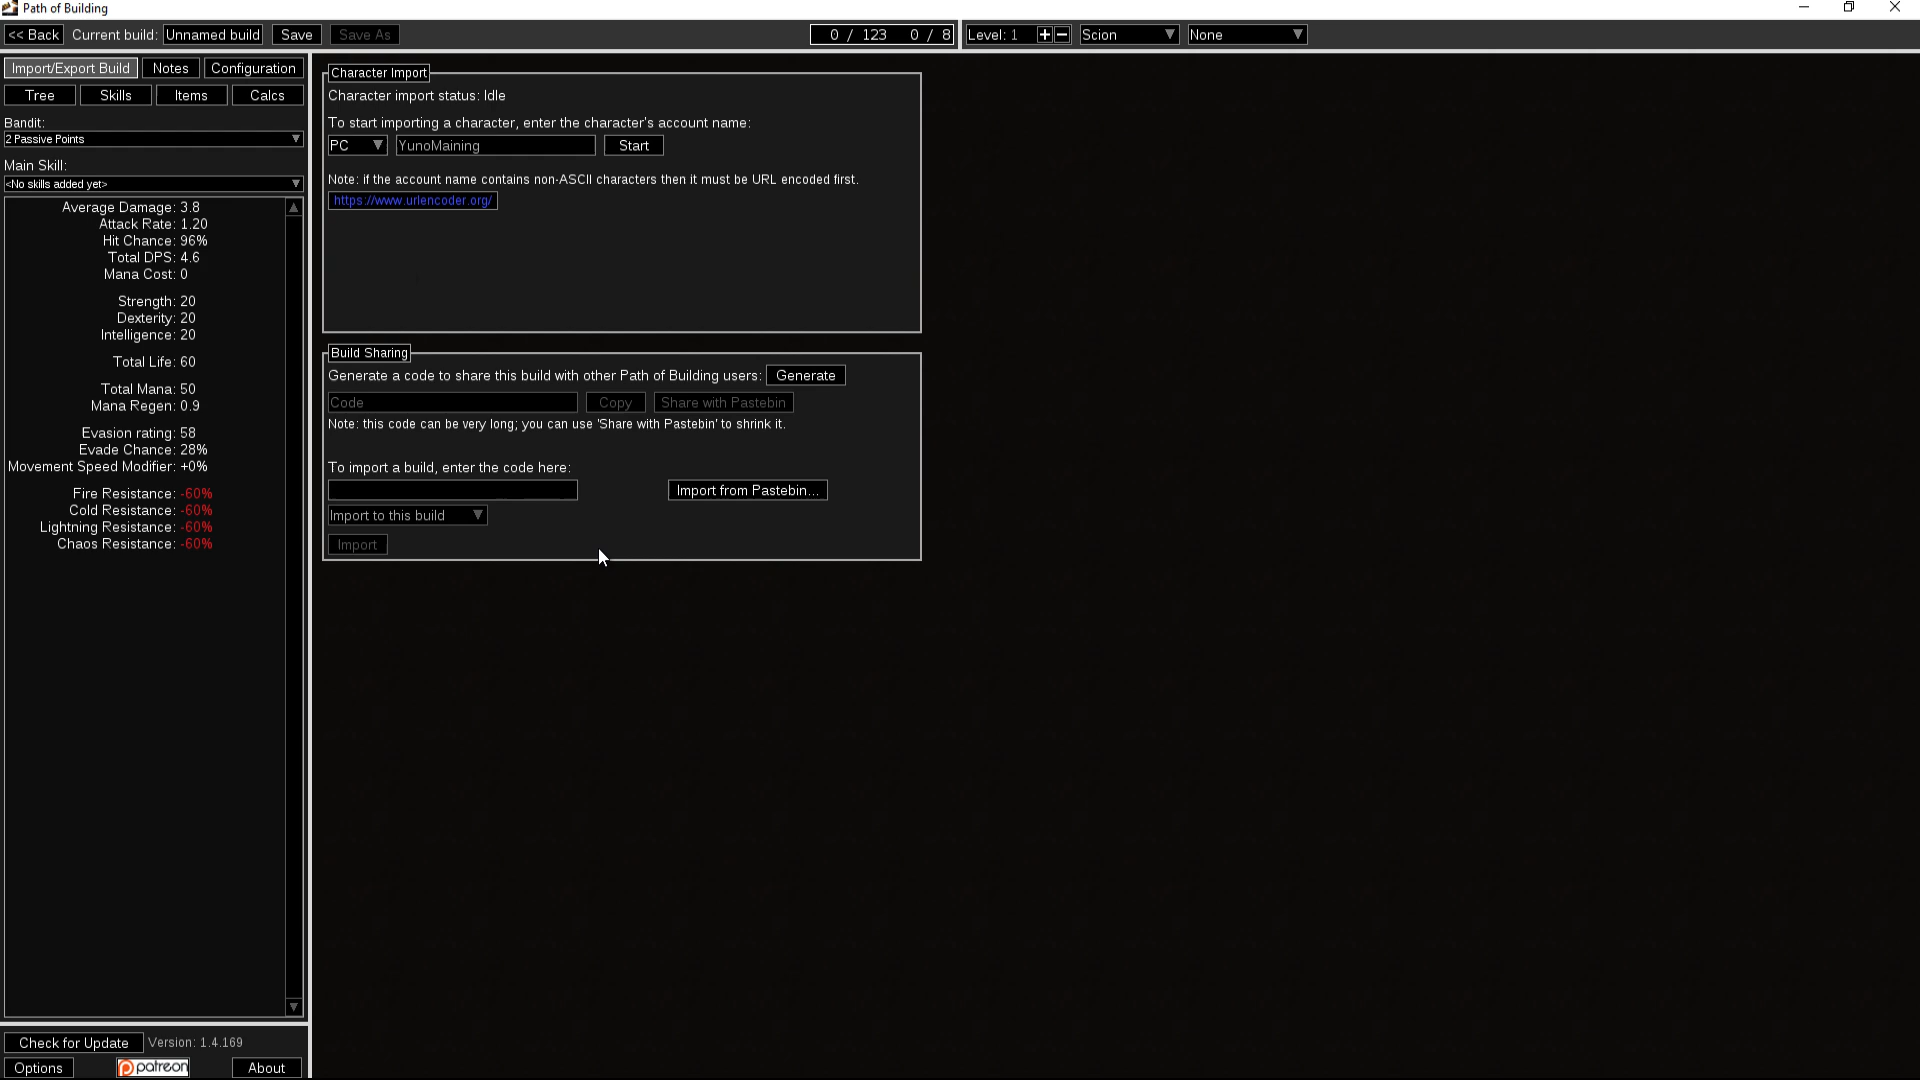 Path of Building
<< Back Current build: Unnamed build Save Save As 0 / 123 0 / 8 Level: 1 + − Scion None
Import/Export Build Notes Configuration
Tree Skills Items Calcs
Bandit:
2 Passive Points
Main Skill:
<No skills added yet>
Average Damage: 3.8
Attack Rate: 1.20
Hit Chance: 96%
Total DPS: 4.6
Mana Cost: 0
Strength: 20
Dexterity: 20
Intelligence: 20
Total Life: 60
Total Mana: 50
Mana Regen: 0.9
Evasion rating: 58
Evade Chance: 28%
Movement Speed Modifier: +0%
Fire Resistance: -60%
Cold Resistance: -60%
Lightning Resistance: -60%
Chaos Resistance: -60%
Check for Update Version: 1.4.169
Options patreon About
Character Import
Character import status: Idle
To start importing a character, enter the character's account name:
PC YunoMaining Start
Note: if the account name contains non-ASCII characters then it must be URL encoded first.
https://www.urlencoder.org/
Build Sharing
Generate a code to share this build with other Path of Building users: Generate
Code Copy Share with Pastebin
Note: this code can be very long; you can use 'Share with Pastebin' to shrink it.
To import a build, enter the code here:
Import from Pastebin...
Import to this build
Import